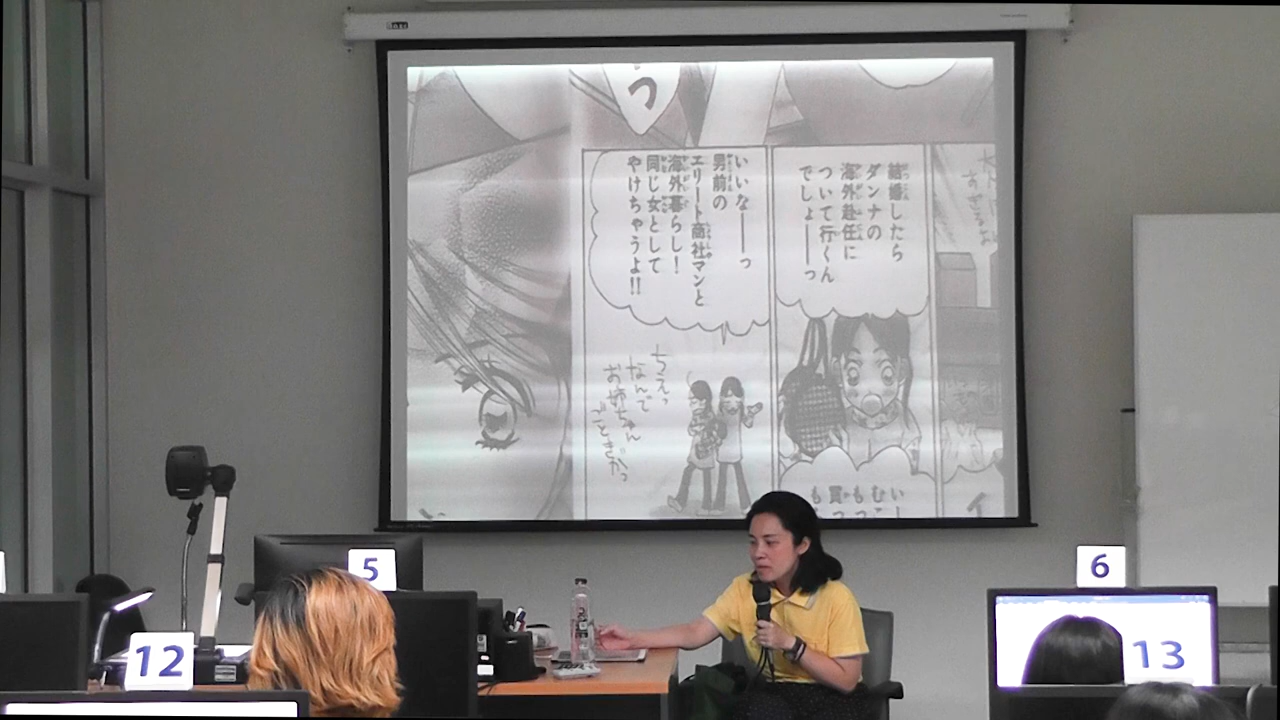 う
結婚したら
ダンナの
海外赴任に
ついて行くん
でしょーーっ
いいなーーっ
男前の
エリート商社マンと
海外暮らし！
同じ女として
やけちゃうよ!!
ちえっ
なんで
お姉ちゃん
ごときがっ
5
6
12
13